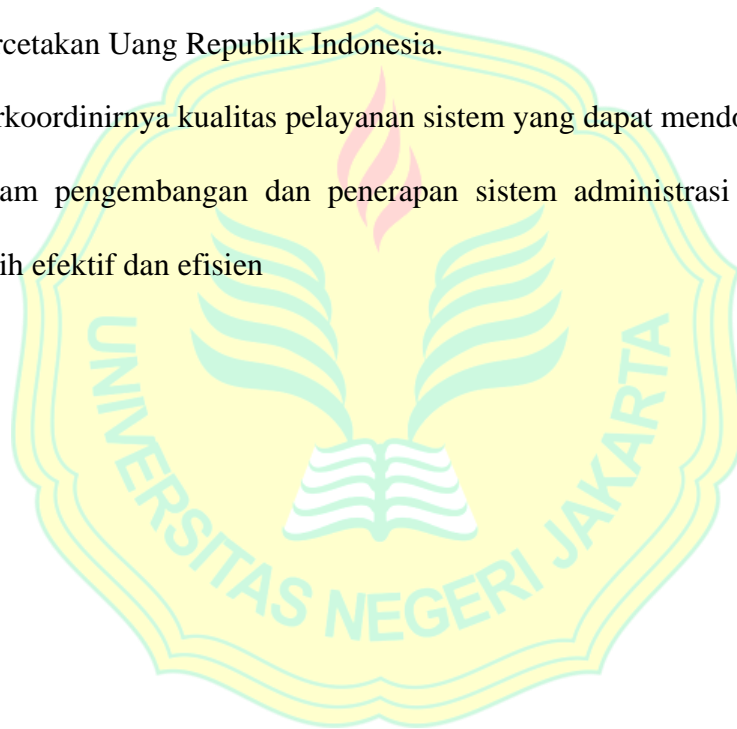 rcetakan Uang Republik Indonesia.
rkoordinirnya kualitas pelayanan sistem yang dapat mendo
am pengembangan dan penerapan sistem administrasi
ih efektif dan efisien
UNIVERSITAS NEGERI JAKARTA